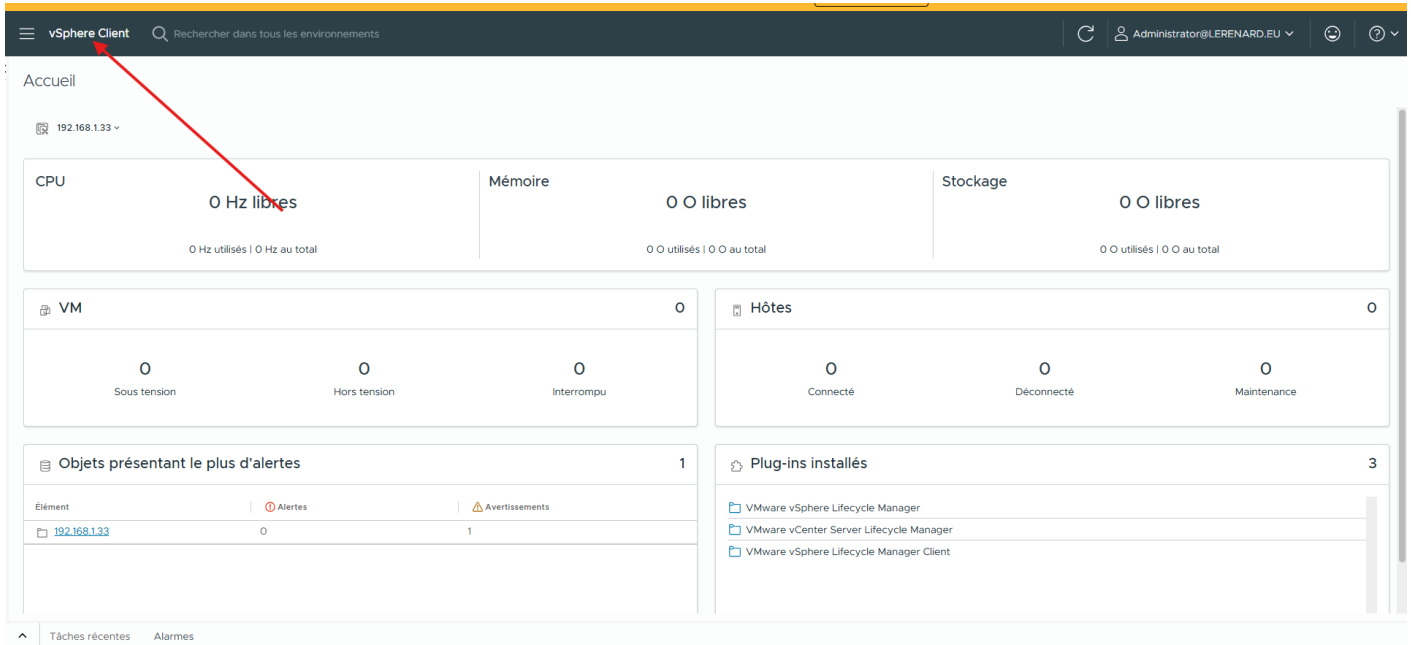 vSphere Client
Rechercher dans tous les environnements
Administrator@LERENARD.EU
Accueil
192.168.1.33
CPU
0 Hz libres
0 Hz utilisés | 0 Hz au total
Mémoire
0 O libres
0 O utilisés | 0 O au total
Stockage
0 O libres
0 O utilisés | 0 O au total
VM
0
0
Sous tension
0
Hors tension
0
Interrompu
Hôtes
0
0
Connecté
0
Déconnecté
0
Maintenance
Objets présentant le plus d'alertes
1
Élément
Alertes
Avertissements
192.168.1.33
0
1
Plug-ins installés
3
VMware vSphere Lifecycle Manager
VMware vCenter Server Lifecycle Manager
VMware vSphere Lifecycle Manager Client
Tâches récentes
Alarmes